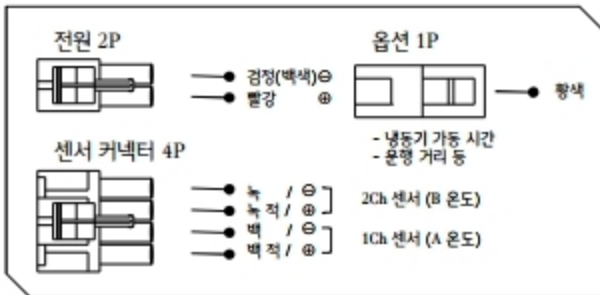 전원 2P
옵션 1P
검정(백색)⊖
빨강 ⊕
황색
- 냉동기 가동 시간
- 운행 거리 등
센서 커넥터 4P
녹 / ⊖
녹 적 / ⊕
2Ch 센서 (B 온도)
백 / ⊖
백 적 / ⊕
1Ch 센서 (A 온도)